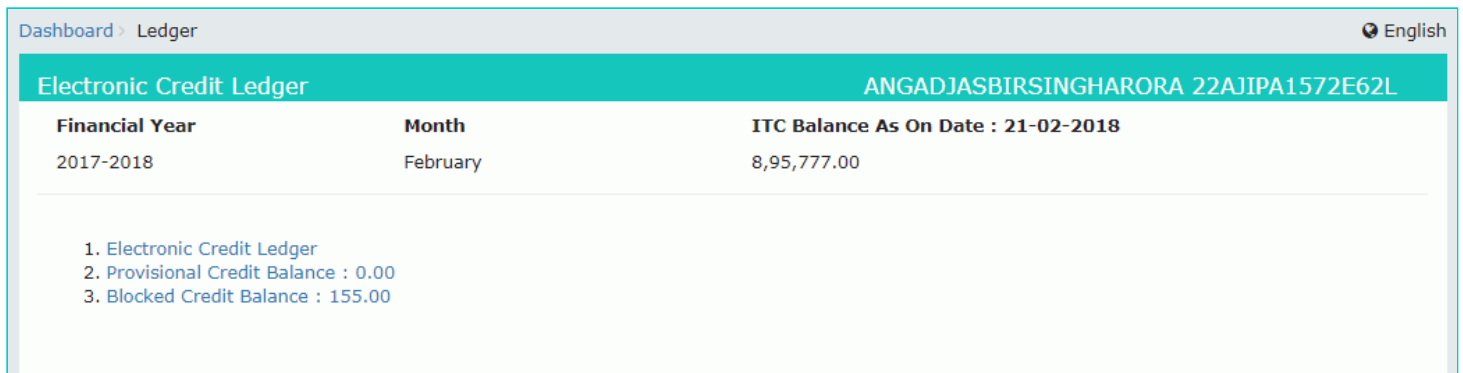 Dashboard > Ledger English
Electronic Credit Ledger ANGADJASBIRSINGHARORA 22AJIPA1572E62L
Financial Year Month ITC Balance As On Date : 21-02-2018
2017-2018 February 8,95,777.00
1. Electronic Credit Ledger
2. Provisional Credit Balance : 0.00
3. Blocked Credit Balance : 155.00